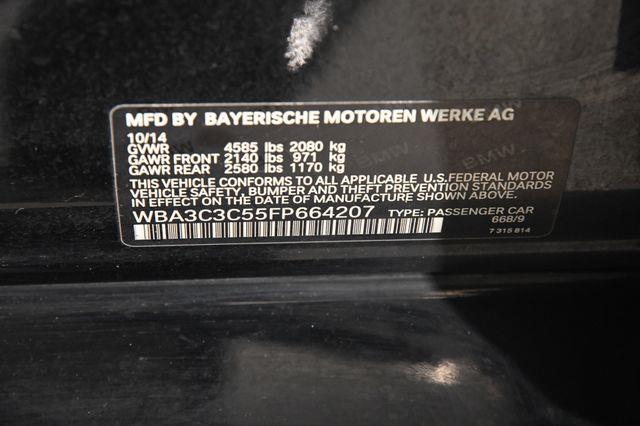 MFD BY BAYERISCHE MOTOREN WERKE AG
10/14
GVWR 4585 lbs 2080 kg
GAWR FRONT 2140 lbs 971 kg
GAWR REAR 2580 lbs 1170 kg
THIS VEHICLE CONFORMS TO ALL APPLICABLE U.S.FEDERAL MOTOR
VEHICLE SAFETY, BUMPER AND THEFT PREVENTION STANDARDS
IN EFFECT ON THE DATE OF MANUFACTURE SHOWN ABOVE.
WBA3C3C55FP664207 TYPE: PASSENGER CAR
668/9
7 315 814